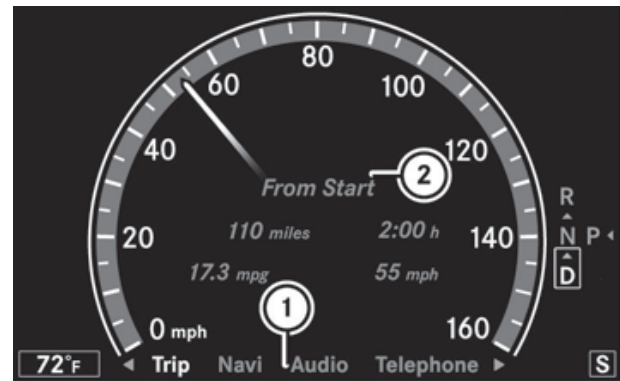 80
60
100
40
120
2
From Start
R
110 miles
2:00 h
20
140
N P
17.3 mpg
55 mph
D
1
0 mph
160
72°F
Trip Navi Audio Telephone
S